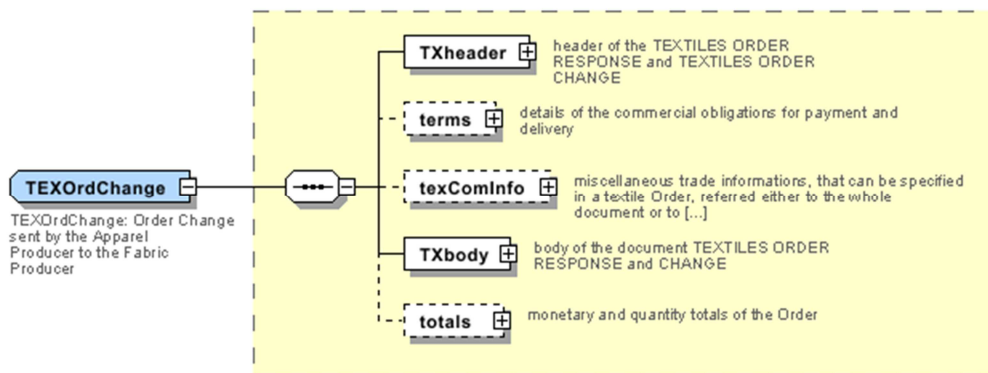 TXheader
header of the TEXTILES ORDER
RESPONSE and TEXTILES ORDER
CHANGE
terms
details of the commercial obligations for payment and
delivery
TEXOrdChange
TEXOrdChange: Order Change
sent by the Apparel
Producer to the Fabric
Producer
texComInfo
miscellaneous trade informations, that can be specified
in a textile Order, referred either to the whole
document or to [...]
TXbody
body of the document TEXTILES ORDER
RESPONSE and CHANGE
totals
monetary and quantity totals of the Order